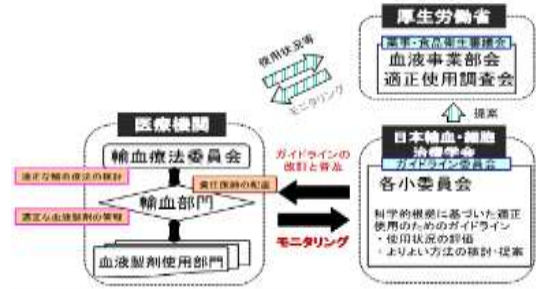 厚生労働省
薬事・食品衛生審議会
血液事業部会
適正使用調査会
使用状況等
モニタリング
提案
医療機関
輸血療法委員会
適正な輸血療法の検討
責任医師の配置
輸血部門
適正な血液製剤の管理
血液製剤使用部門
ガイドラインの
改訂と普及
モニタリング
日本輸血・細胞
治療学会
ガイドライン委員会
各小委員会
科学的根拠に基づいた適正
使用のためのガイドライン
・使用状況の評価
・よりよい方法の検討・提案